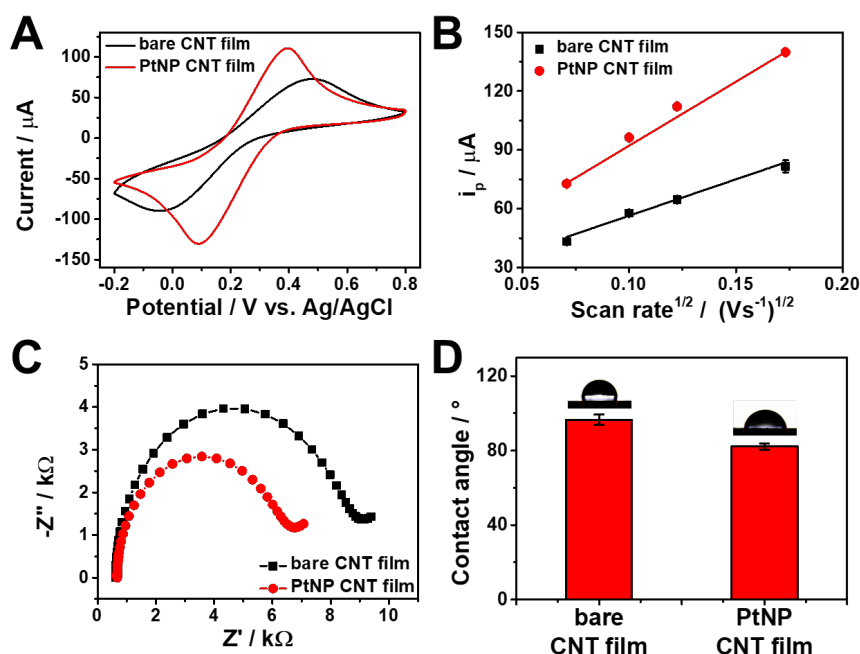 A
bare CNT film
PtNP CNT film
100
50
0
-50
-100
-150
Current / μA
-0.2 0.0 0.2 0.4 0.6 0.8
Potential / V vs. Ag/AgCl
B
bare CNT film
PtNP CNT film
150
120
90
60
30
iₚ / μA
0.05 0.10 0.15 0.20
Scan rate¹/² / (Vs⁻¹)¹/²
C
5
4
3
2
1
0
-Z" / kΩ
bare CNT film
PtNP CNT film
0 2 4 6 8 10
Z' / kΩ
D
120
80
40
0
Contact angle / °
bare PtNP
CNT film CNT film